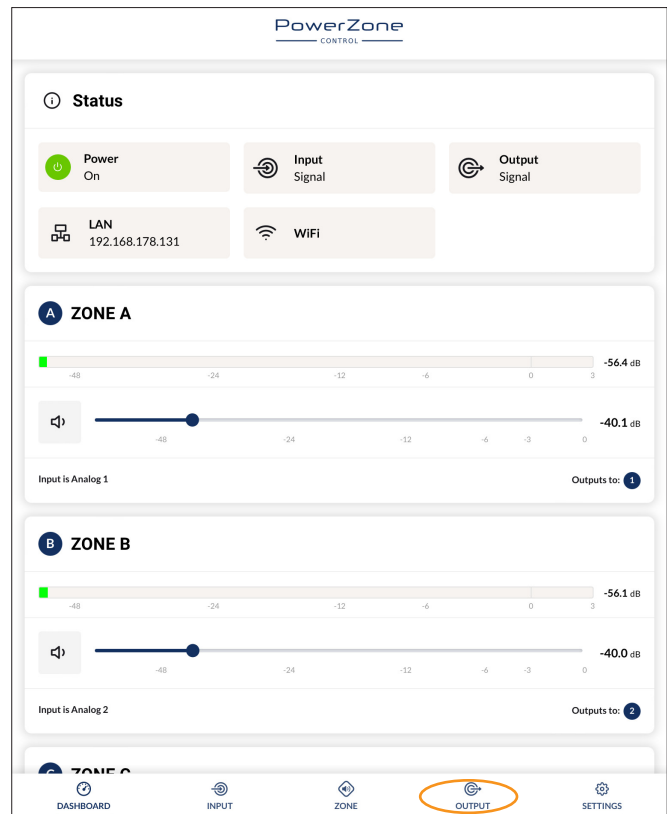 PowerZone
CONTROL
Status
Power
On
Input
Signal
Output
Signal
LAN
192.168.178.131
WiFi
A ZONE A
-56.4 dB
-48 -24 -12 -6 0 3
-40.1 dB
-48 -24 -12 -6 -3 0
Input is Analog 1 Outputs to: 1
B ZONE B
-56.1 dB
-48 -24 -12 -6 0 3
-40.0 dB
-48 -24 -12 -6 -3 0
Input is Analog 2 Outputs to: 2
C ZONE C
DASHBOARD INPUT ZONE OUTPUT SETTINGS